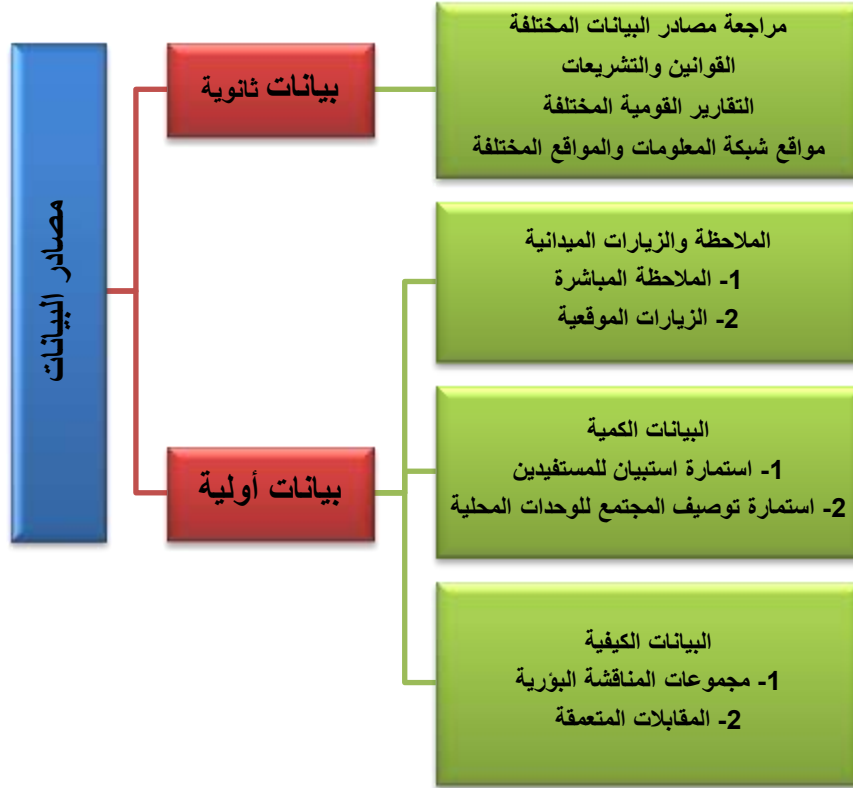 مصادر البيانات
بيانات ثانوية
مراجعة مصادر البيانات المختلفة
القوانين والتشريعات
التقارير القومية المختلفة
مواقع شبكة المعلومات والمواقع المختلفة
بيانات أولية
الملاحظة والزيارات الميدانية
1- الملاحظة المباشرة
2- الزيارات الموقعية
البيانات الكمية
1- استمارة استبيان للمستفيدين
2- استمارة توصيف المجتمع للوحدات المحلية
البيانات الكيفية
1- مجموعات المناقشة البؤرية
2- المقابلات المتعمقة